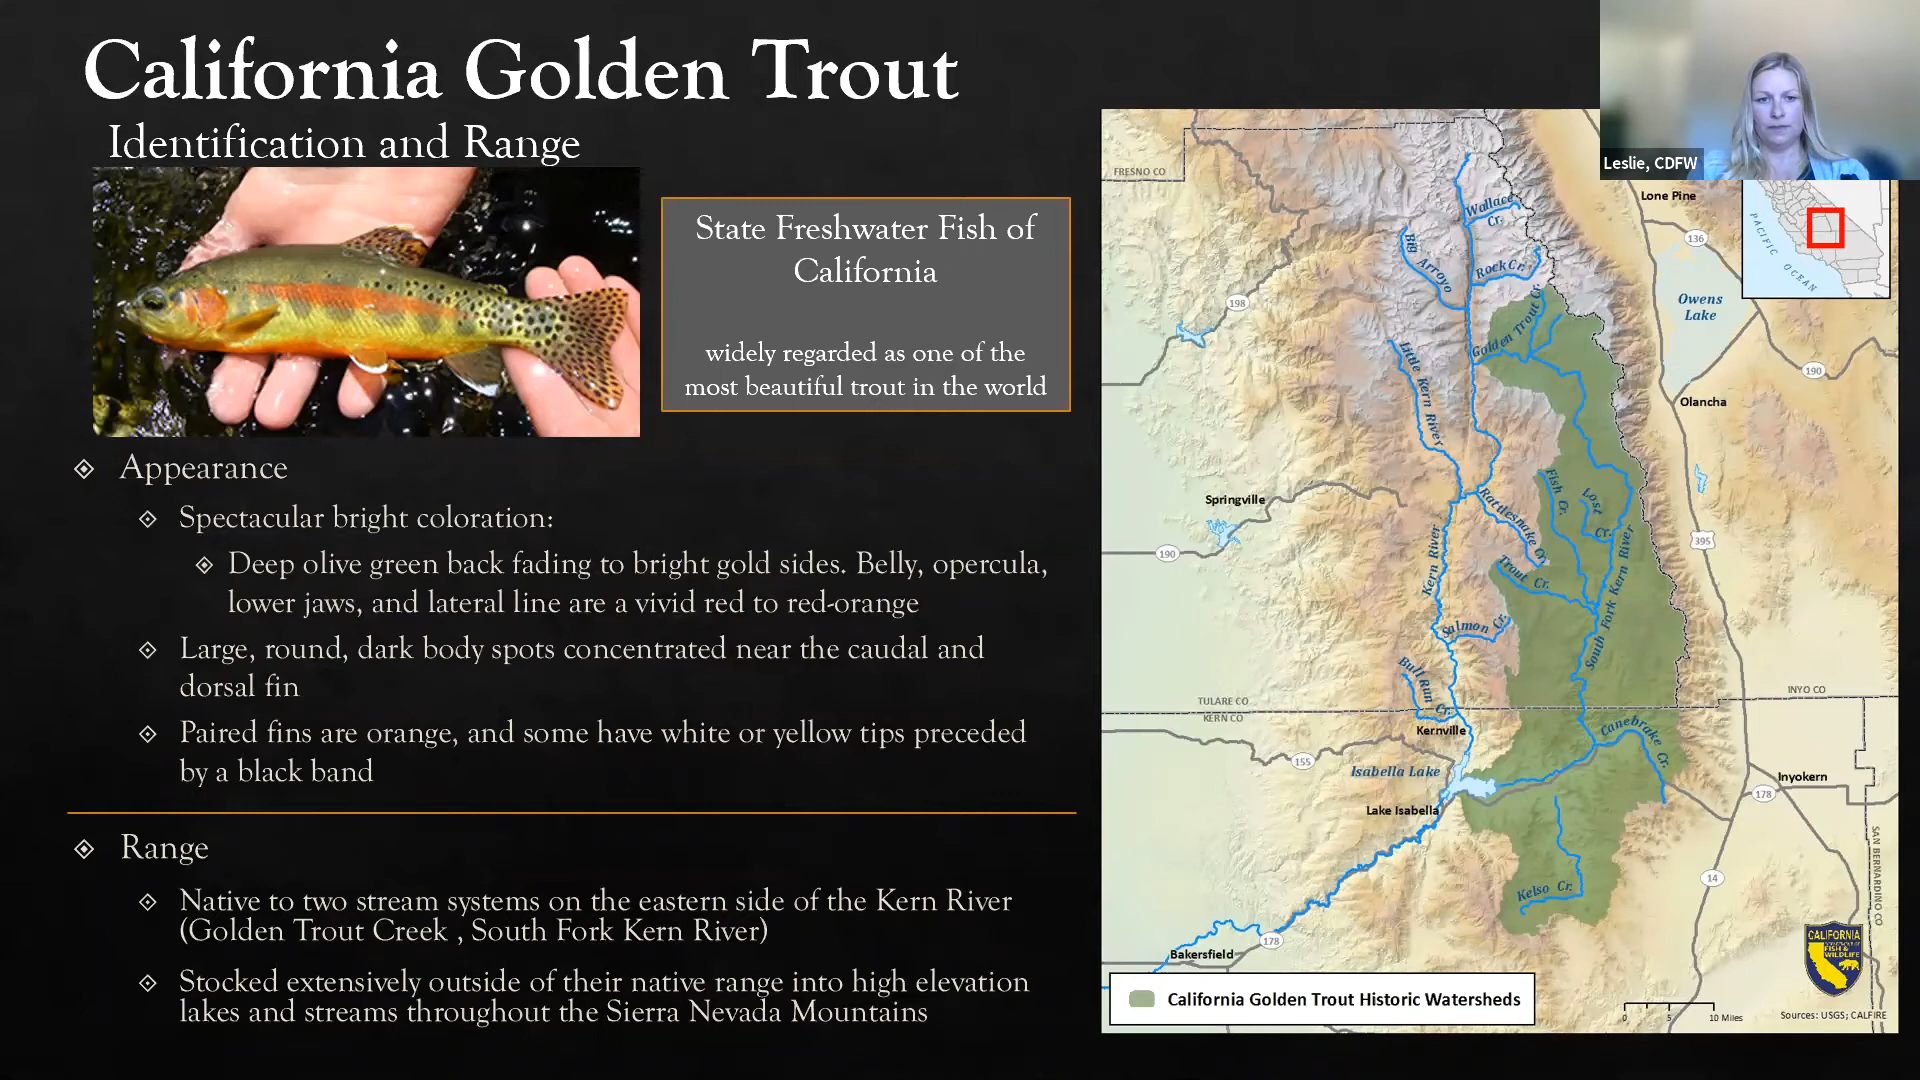 California Golden Trout
Identification and Range
State Freshwater Fish of
California
widely regarded as one of the
most beautiful trout in the world
Appearance
Spectacular bright coloration:
Deep olive green back fading to bright gold sides. Belly, opercula,
lower jaws, and lateral line are a vivid red to red-orange
Large, round, dark body spots concentrated near the caudal and
dorsal fin
Paired fins are orange, and some have white or yellow tips preceded
by a black band
Range
Native to two stream systems on the eastern side of the Kern River
(Golden Trout Creek , South Fork Kern River)
Stocked extensively outside of their native range into high elevation
lakes and streams throughout the Sierra Nevada Mountains
Leslie, CDFW
FRESNO CO
Lone Pine
Wallace
Cr.
136
PACIFIC OCEAN
Big Arroyo
Rock Cr.
198
Owens
Lake
Golden Trout Cr.
Little Kern River
190
Olancha
Springville
Fish Cr.
Lost
Cr.
Rattlesnake Cr.
190
395
Kern River
Trout Cr.
South Fork Kern River
Salmon Cr.
Bull Run Cr.
TULARE CO
KERN CO
INYO CO
Kernville
Canebrake Cr.
155
Isabella Lake
Inyokern
178
Lake Isabella
SAN BERNARDINO CO
14
Kelso Cr.
178
Bakersfield
CALIFORNIA
FISH &
WILDLIFE
California Golden Trout Historic Watersheds
0 5 10 Miles
Sources: USGS; CALFIRE